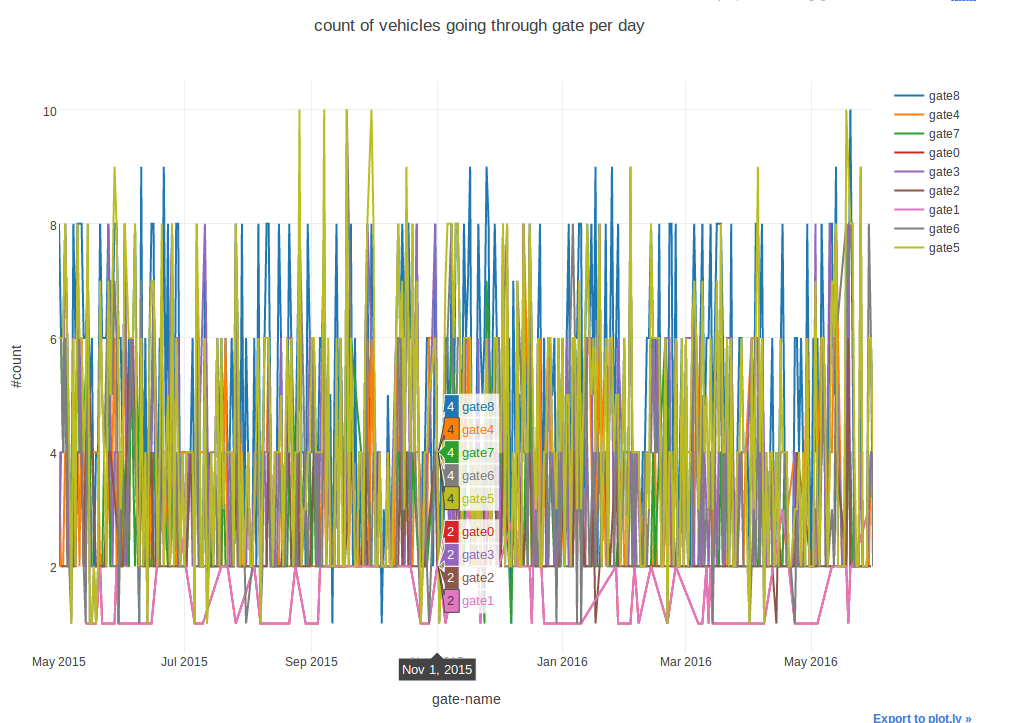 count of vehicles going through gate per day
10
8
6
4
2
#count
gate8
gate4
gate7
gate0
gate3
gate2
gate1
gate6
gate5
4 gate8
4 gate4
4 gate7
4 gate6
4 gate5
2 gate0
2 gate3
2 gate2
2 gate1
May 2015
Jul 2015
Sep 2015
Nov 1, 2015
Jan 2016
Mar 2016
May 2016
gate-name
Export to plot.ly »